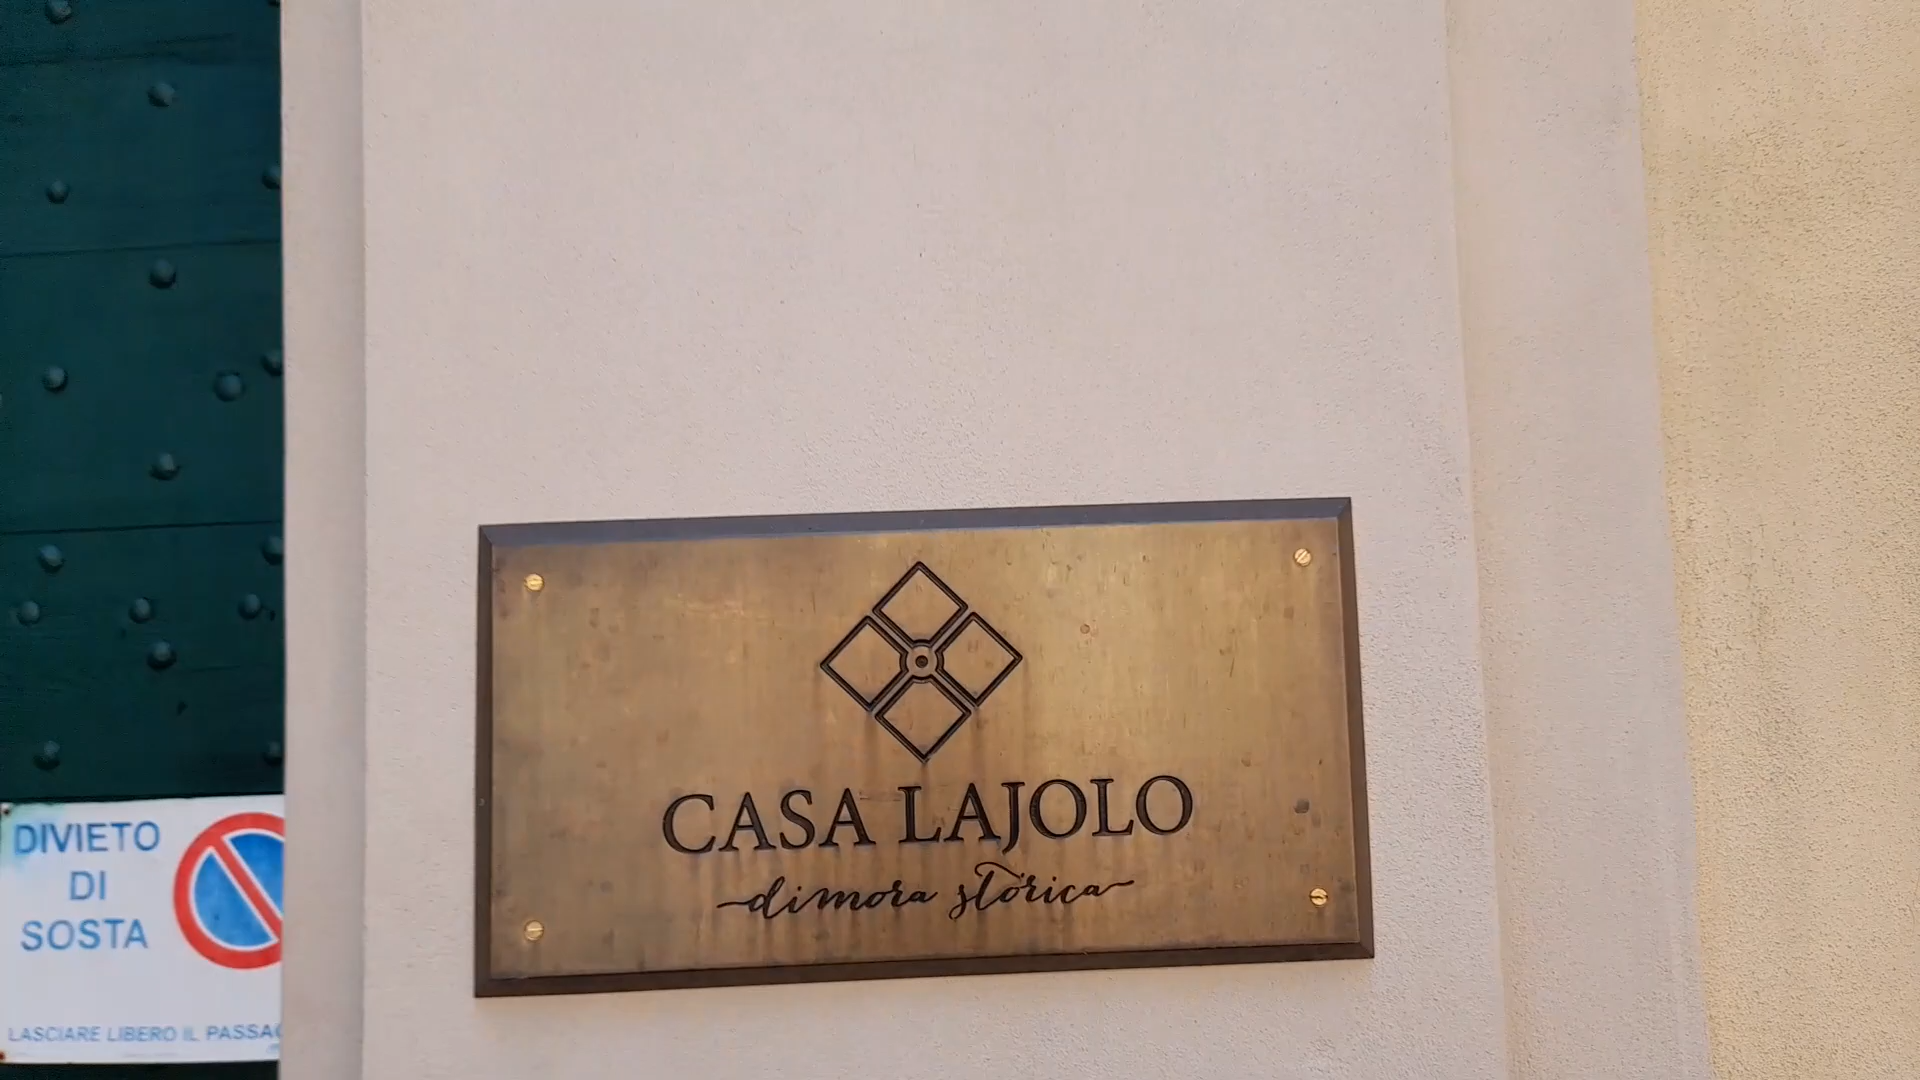 CASA LAJOLO
dimora storica
DIVIETO
DI
SOSTA
LASCIARE LIBERO IL